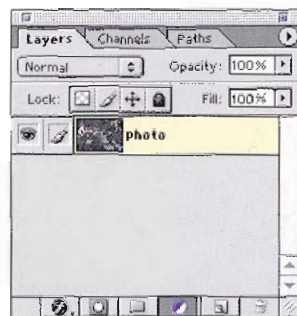 Layers Channels Paths
Normal Opacity: 100%
Lock: Fill: 100%
photo